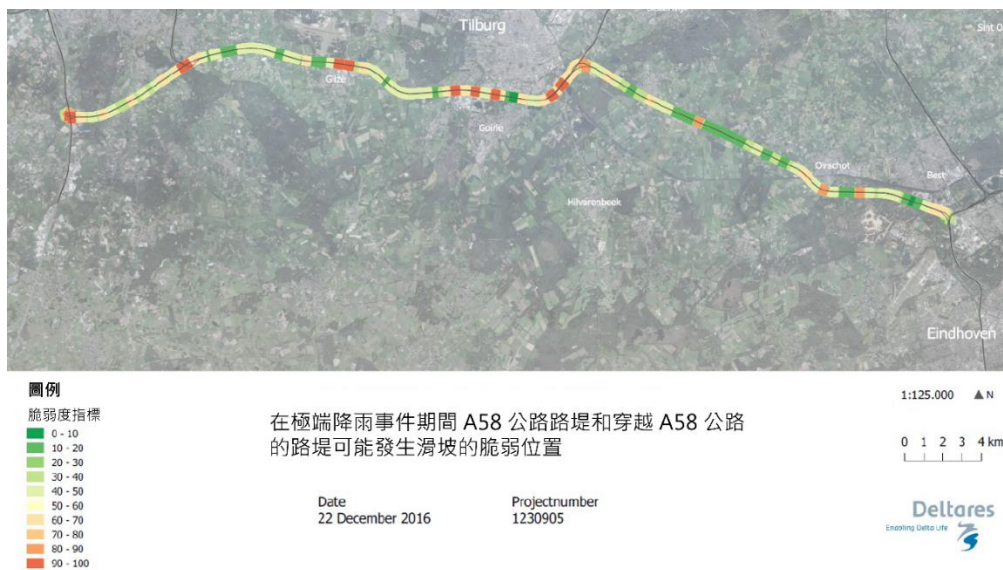 Tilburg
Sint O
Gilze
Goirle
Oirschot
Best
Hilvarenbeek
Eindhoven
圖例
脆弱度指標
0 - 10
10 - 20
20 - 30
30 - 40
40 - 50
50 - 60
60 - 70
70 - 80
80 - 90
90 - 100
在極端降雨事件期間 A58 公路路堤和穿越 A58 公路
的路堤可能發生滑坡的脆弱位置
Date
22 December 2016
Projectnumber
1230905
1:125.000 ▲ N
0 1 2 3 4 km
Deltares
Enabling Delta Life